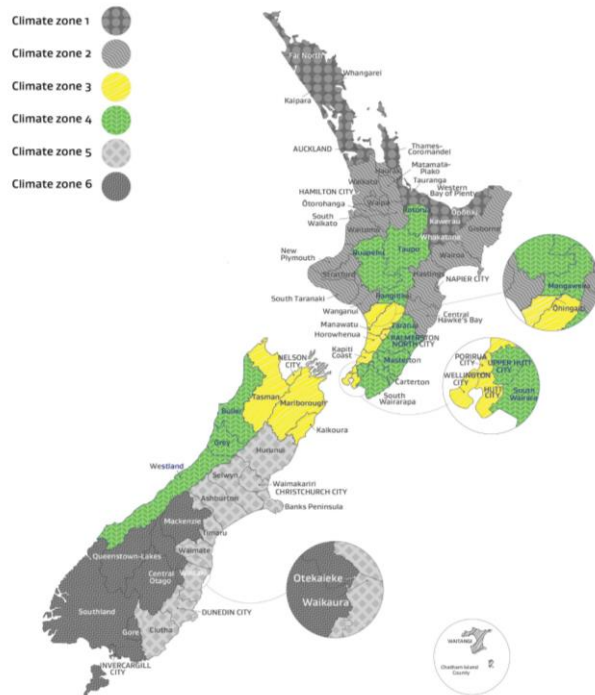 Climate zone 1
Climate zone 2
Climate zone 3
Climate zone 4
Climate zone 5
Climate zone 6
Far North
Whangarei
Kaipara
AUCKLAND
Thames-
Coromandel
Hauraki
Matamata-
Piako
Waikato
Tauranga
HAMILTON CITY
Western
Bay of Plenty
Waipa
Ōtorohanga
Rotorua
Opotiki
South
Waikato
Kawerau
Gisborne
Waitomo
Whakatane
Taupo
Wairoa
New
Plymouth
Ruapehu
Stratford
Hastings
NAPIER CITY
South Taranaki
Rangitikei
Wanganui
Central
Hawke's Bay
Manawatu
Tararua
Horowhenua
PALMERSTON
NORTH CITY
Kapiti
Coast
Masterton
Carterton
South
Wairarapa
Mangaweka
Ohingaiti
PORIRUA
CITY
UPPER HUTT
CITY
WELLINGTON
CITY
HUTT
CITY
South
Wairarapa
NELSON
CITY
Tasman
Marlborough
Buller
Kaikoura
Grey
Hurunui
Westland
Selwyn
Waimakariri
CHRISTCHURCH CITY
Ashburton
Banks Peninsula
Mackenzie
Timaru
Waimate
Queenstown-Lakes
Waitaki
Central
Otago
Otekaieke
Waikaura
Southland
DUNEDIN CITY
Gore
Clutha
INVERCARGILL
CITY
WAITANGI
Chatham Island
County